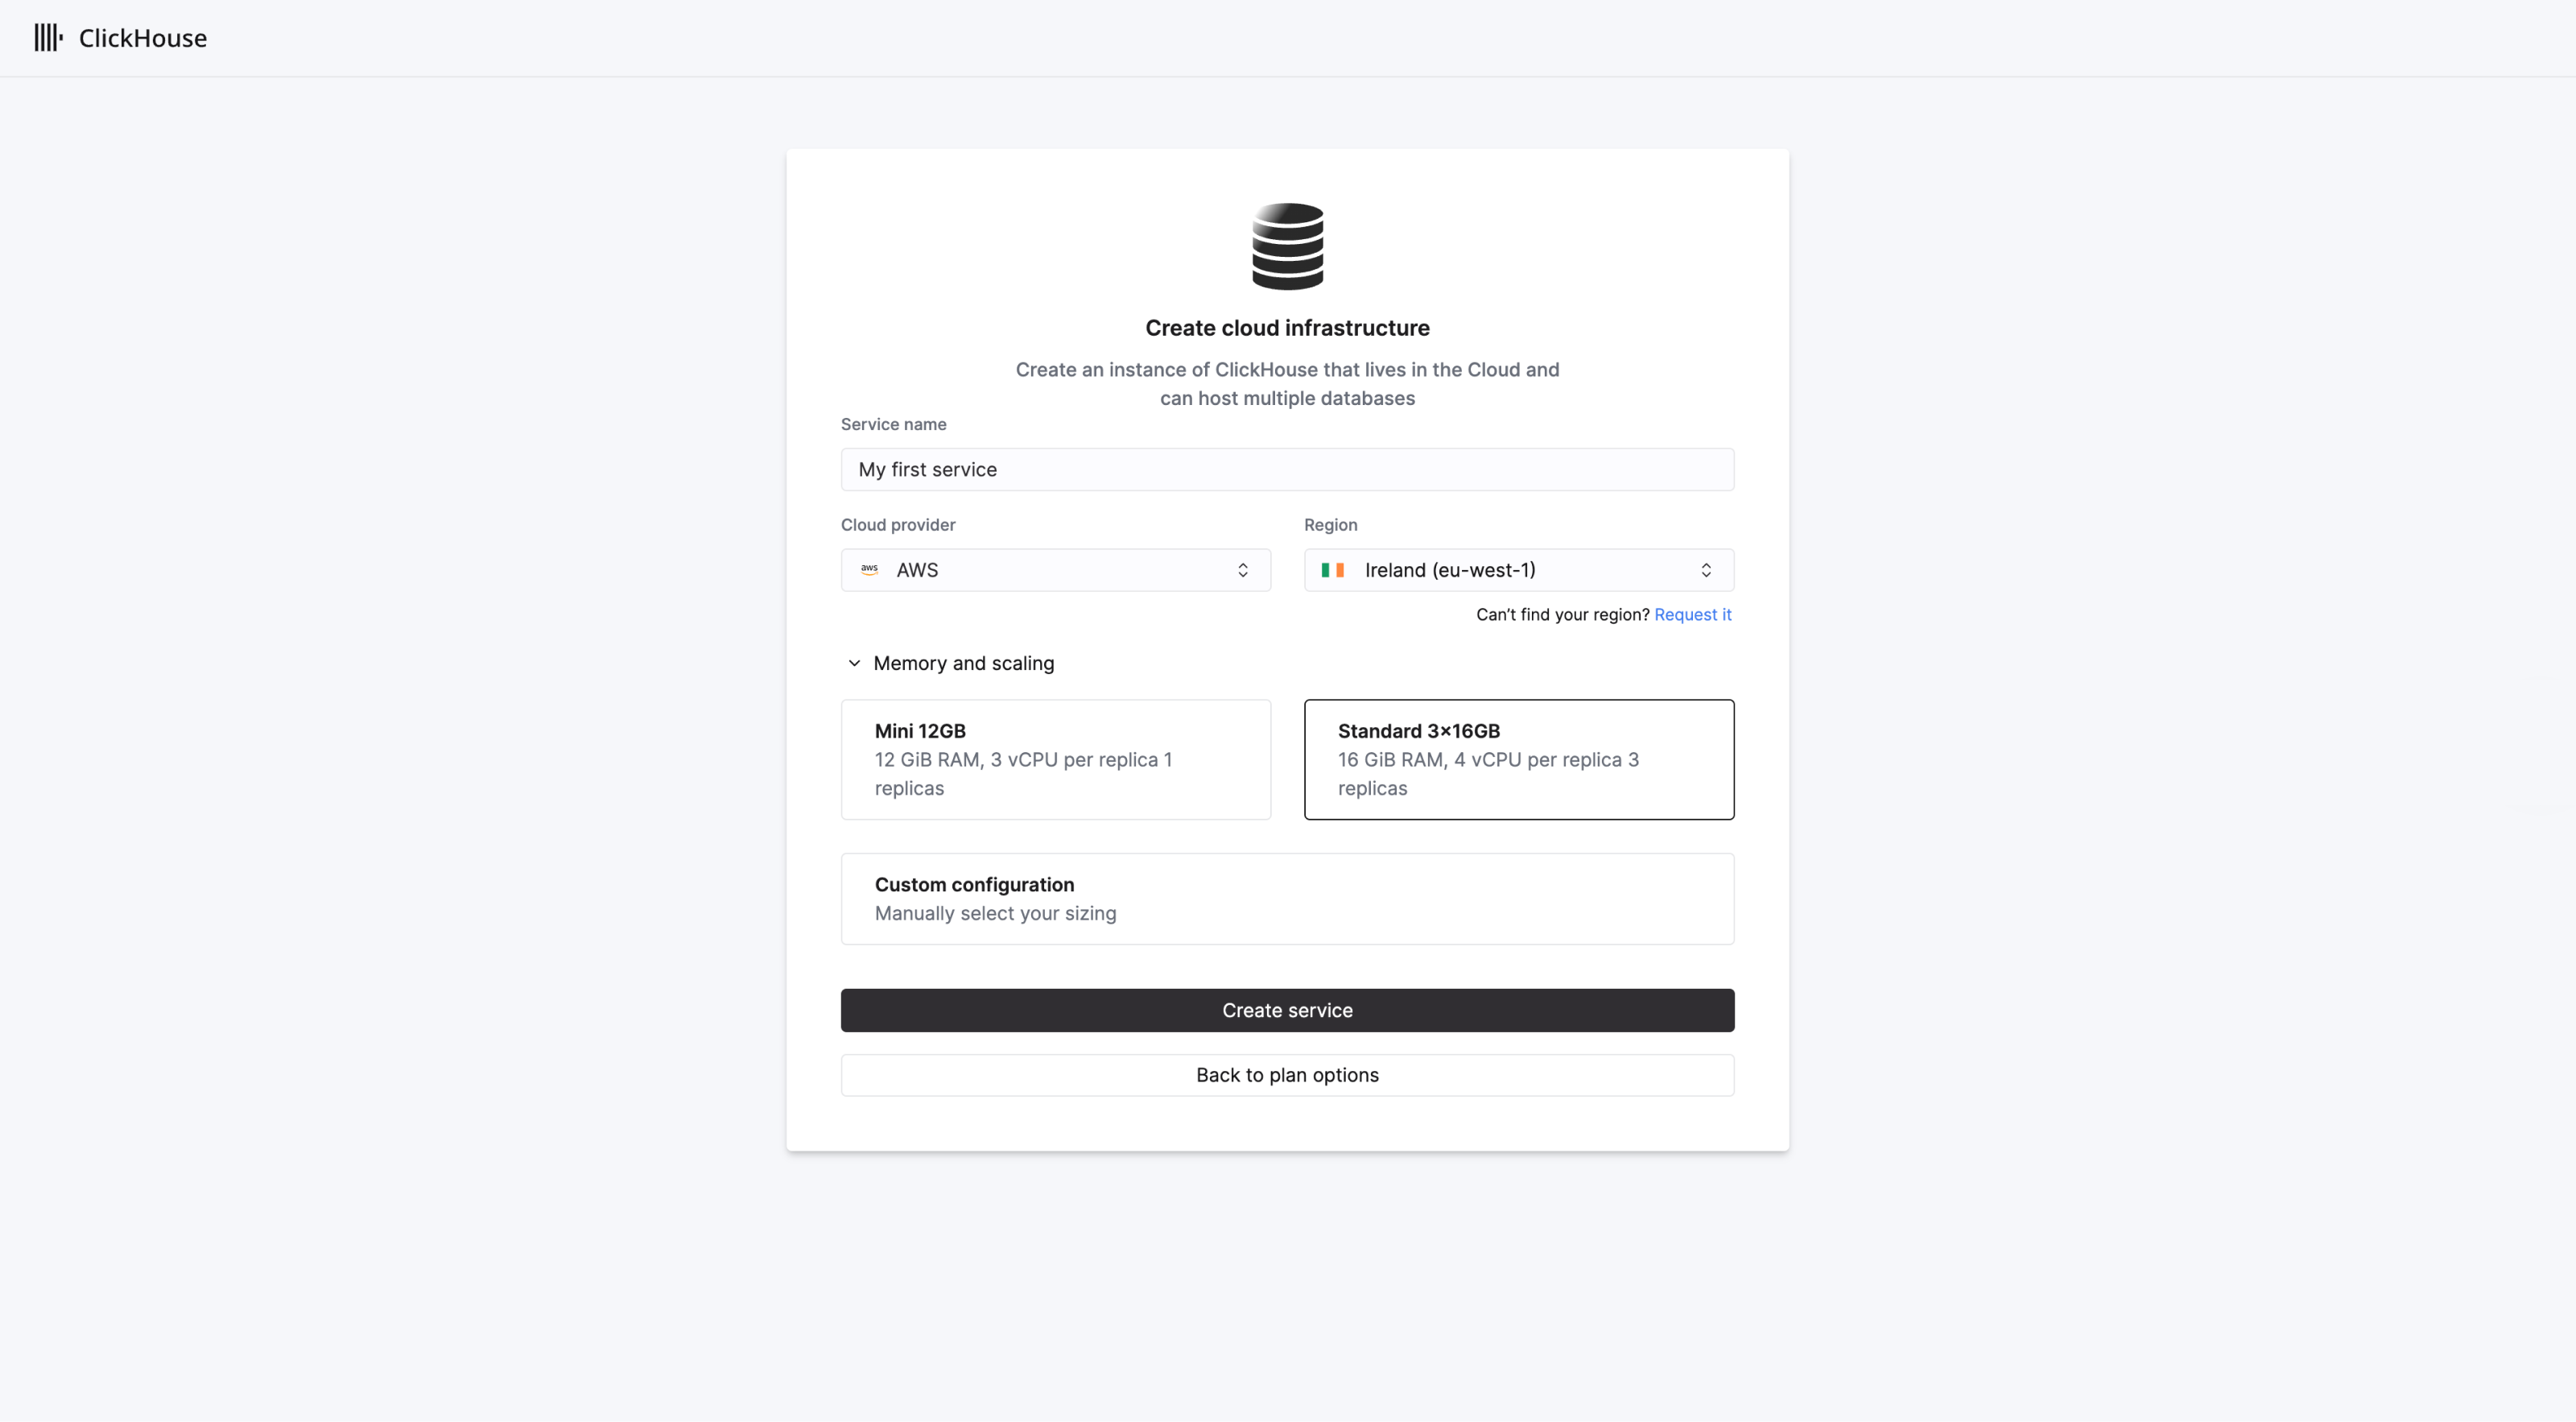 ClickHouse
Create cloud infrastructure
Create an instance of ClickHouse that lives in the Cloud and
can host multiple databases
Service name
My first service
Cloud provider
Region
aws AWS
Ireland (eu-west-1)
Can't find your region? Request it
Memory and scaling
Mini 12GB
12 GiB RAM, 3 vCPU per replica 1
replicas
Standard 3×16GB
16 GiB RAM, 4 vCPU per replica 3
replicas
Custom configuration
Manually select your sizing
Create service
Back to plan options